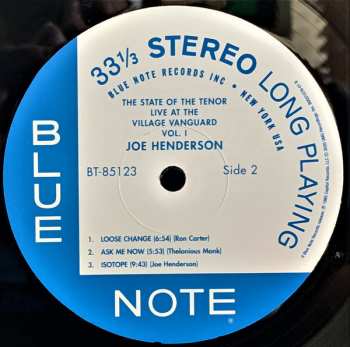 33 1/3 STEREO LONG PLAYING
BLUE NOTE RECORDS INC • NEW YORK USA
THE STATE OF THE TENOR
LIVE AT THE
VILLAGE VANGUARD
VOL. I
JOE HENDERSON
BT-85123 Side 2
1. LOOSE CHANGE (6:54) (Ron Carter)
2. ASK ME NOW (5:53) (Thelonious Monk)
3. ISOTOPE (9:43) (Joe Henderson)
BLUE
NOTE
®